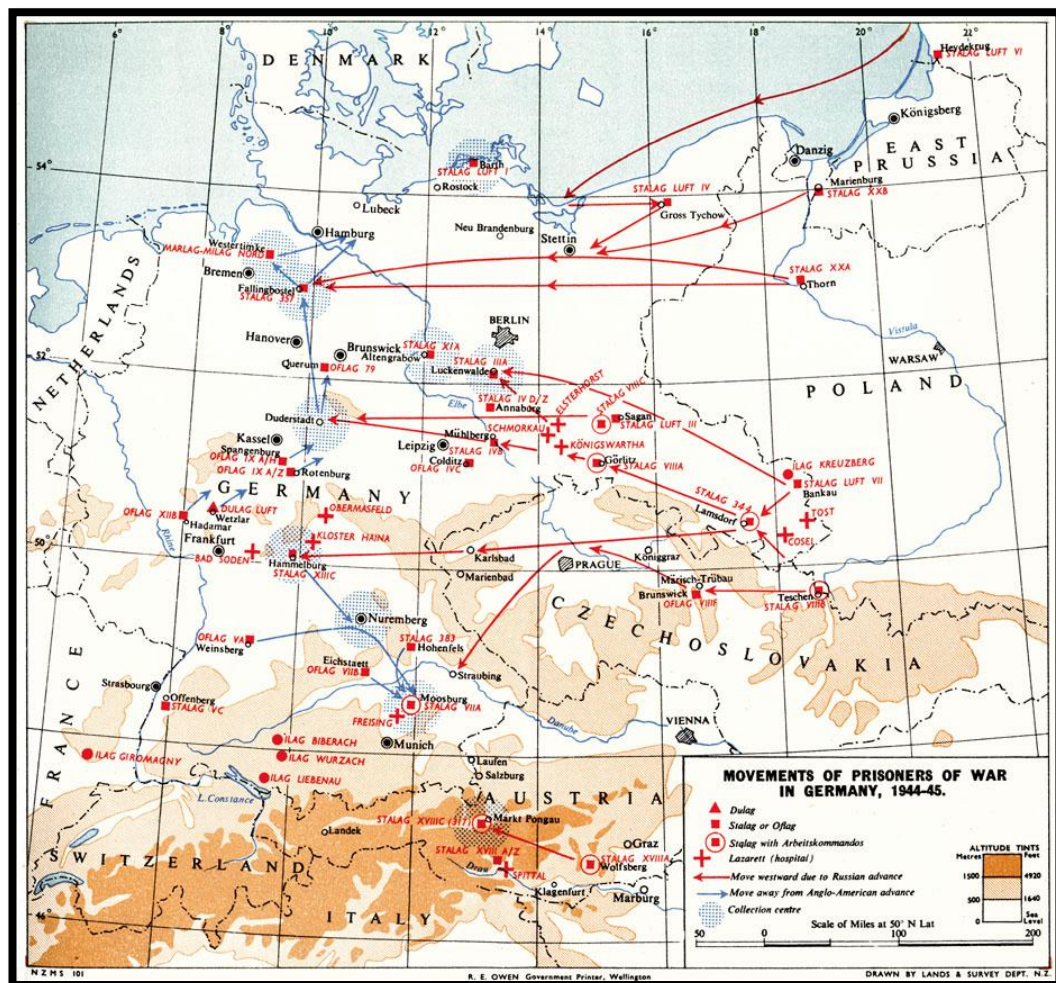 6°
8°
10°
12°
14°
16°
18°
20°
22°
DENMARK
Heydekrug
STALAG LUFT VI
Königsberg
EAST
PRUSSIA
Danzig
54°
Barth
STALAG LUFT I
Rostock
STALAG LUFT IV
Gross Tychow
Marienburg
STALAG XXB
Lubeck
Neu Brandenburg
Stettin
Hamburg
Westertimke
MARLAG-MILAG NORD
Bremen
Fallingbostel
STALAG 357
STALAG XXA
Thorn
NETHERLANDS
BERLIN
Vistula
Hanover
Brunswick
STALAG XIA
Altengrabow
STALAG IIIA
Luckenwalde
WARSAW
52°
Querum
OFLAG 79
POLAND
Elbe
STALAG IV D/Z
Annaburg
ELSTERHORST
STALAG VIIIC
Sagan
STALAG LUFT III
Duderstadt
SCHMORKAU
Kassel
Spangenburg
OFLAG IX A/H
OFLAG IX A/Z
Rotenburg
Leipzig
Mühlberg
STALAG IVB
Colditz
OFLAG IVC
KÖNIGSWARTHA
Görlitz
STALAG VIIIA
ILAG KREUZBERG
STALAG LUFT VII
Bankau
GERMANY
STALAG 344
Lamsdorf
TOST
COSEL
OFLAG XIIB
DULAG LUFT
Wetzlar
Hadamar
OBERMASFELD
Rhine
Frankfurt
KLOSTER HAINA
50°
BAD SODEN
Hammelburg
STALAG XIIIC
Karlsbad
Marienbad
Königgraz
PRAGUE
Märisch-Trübau
Brunswick
OFLAG VIIIF
Teschen
STALAG VIIIB
CZECHOSLOVAKIA
Nuremberg
OFLAG VA
Weinsberg
STALAG 383
Hohenfels
Eichstaett
OFLAG VIIB
Straubing
FRANCE
Strasbourg
Offenberg
STALAG VC
Moosburg
STALAG VIIA
FREISING
Danube
VIENNA
Munich
ILAG BIBERACH
ILAG GIROMAGNY
ILAG WURZACH
ILAG LIEBENAU
Laufen
Salzburg
L. Constance
AUSTRIA
STALAG XVIIIC (317)
Markt Pongau
Landek
STALAG XVIII A/Z
SPITTAL
Drau
Wolfsberg
STALAG XVIIIA
Graz
Klagenfurt
Marburg
SWITZERLAND
46°
ITALY
MOVEMENTS OF PRISONERS OF WAR
IN GERMANY, 1944-45.
Dulag
Stalag or Oflag
Stalag with Arbeitskommandos
Lazarett (hospital)
Move westward due to Russian advance
Move away from Anglo-American advance
Collection centre
ALTITUDE TINTS
Metres Feet
1500 4920
500 1640
Sea
Level
Scale of Miles at 50° N Lat
50 0 100 200
NZMS 101
R. E. OWEN Government Printer, Wellington
DRAWN BY LANDS & SURVEY DEPT. N.Z.